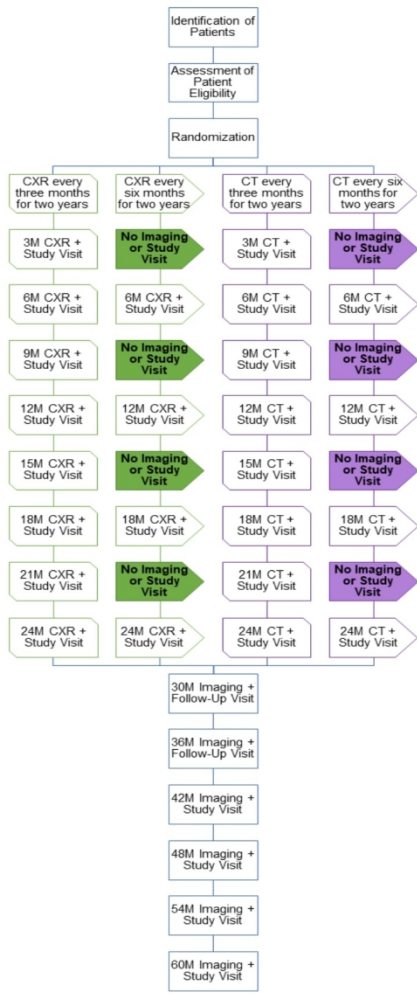 Identification of
Patients
Assessment of
Patient
Eligibility
Randomization
CXR every
three months
for two years
CXR every
six months
for two years
CT every
three months
for two years
CT every six
months for
two years
3M CXR +
Study Visit
No Imaging
or Study
Visit
3M CT +
Study Visit
No Imaging
or Study
Visit
6M CXR +
Study Visit
6M CXR +
Study Visit
6M CT +
Study Visit
6M CT +
Study Visit
9M CXR +
Study Visit
No Imaging
or Study
Visit
9M CT +
Study Visit
No Imaging
or Study
Visit
12M CXR +
Study Visit
12M CXR +
Study Visit
12M CT +
Study Visit
12M CT +
Study Visit
15M CXR +
Study Visit
No Imaging
or Study
Visit
15M CT +
Study Visit
No Imaging
or Study
Visit
18M CXR +
Study Visit
18M CXR +
Study Visit
18M CT +
Study Visit
18M CT +
Study Visit
21M CXR +
Study Visit
No Imaging
or Study
Visit
21M CT +
Study Visit
No Imaging
or Study
Visit
24M CXR +
Study Visit
24M CXR +
Study Visit
24M CT +
Study Visit
24M CT +
Study Visit
30M Imaging +
Follow-Up Visit
36M Imaging +
Follow-Up Visit
42M Imaging +
Study Visit
48M Imaging +
Study Visit
54M Imaging +
Study Visit
60M Imaging +
Study Visit